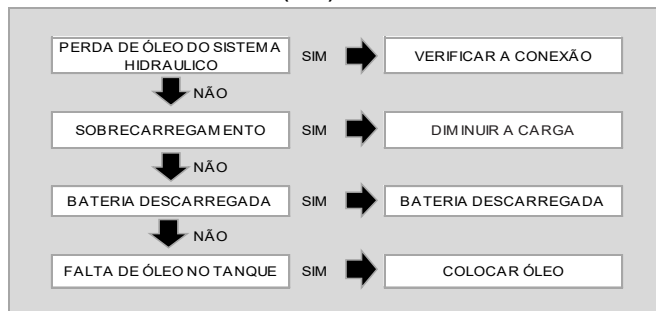 PERDA DE ÓLEO DO SISTEMA
HIDRAULICO
SIM
VERIFICAR A CONEXÃO
NÃO
SOBRECARREGAMENTO
SIM
DIMINUIR A CARGA
NÃO
BATERIA DESCARREGADA
SIM
BATERIA DESCARREGADA
NÃO
FALTA DE ÓLEO NO TANQUE
SIM
COLOCAR ÓLEO